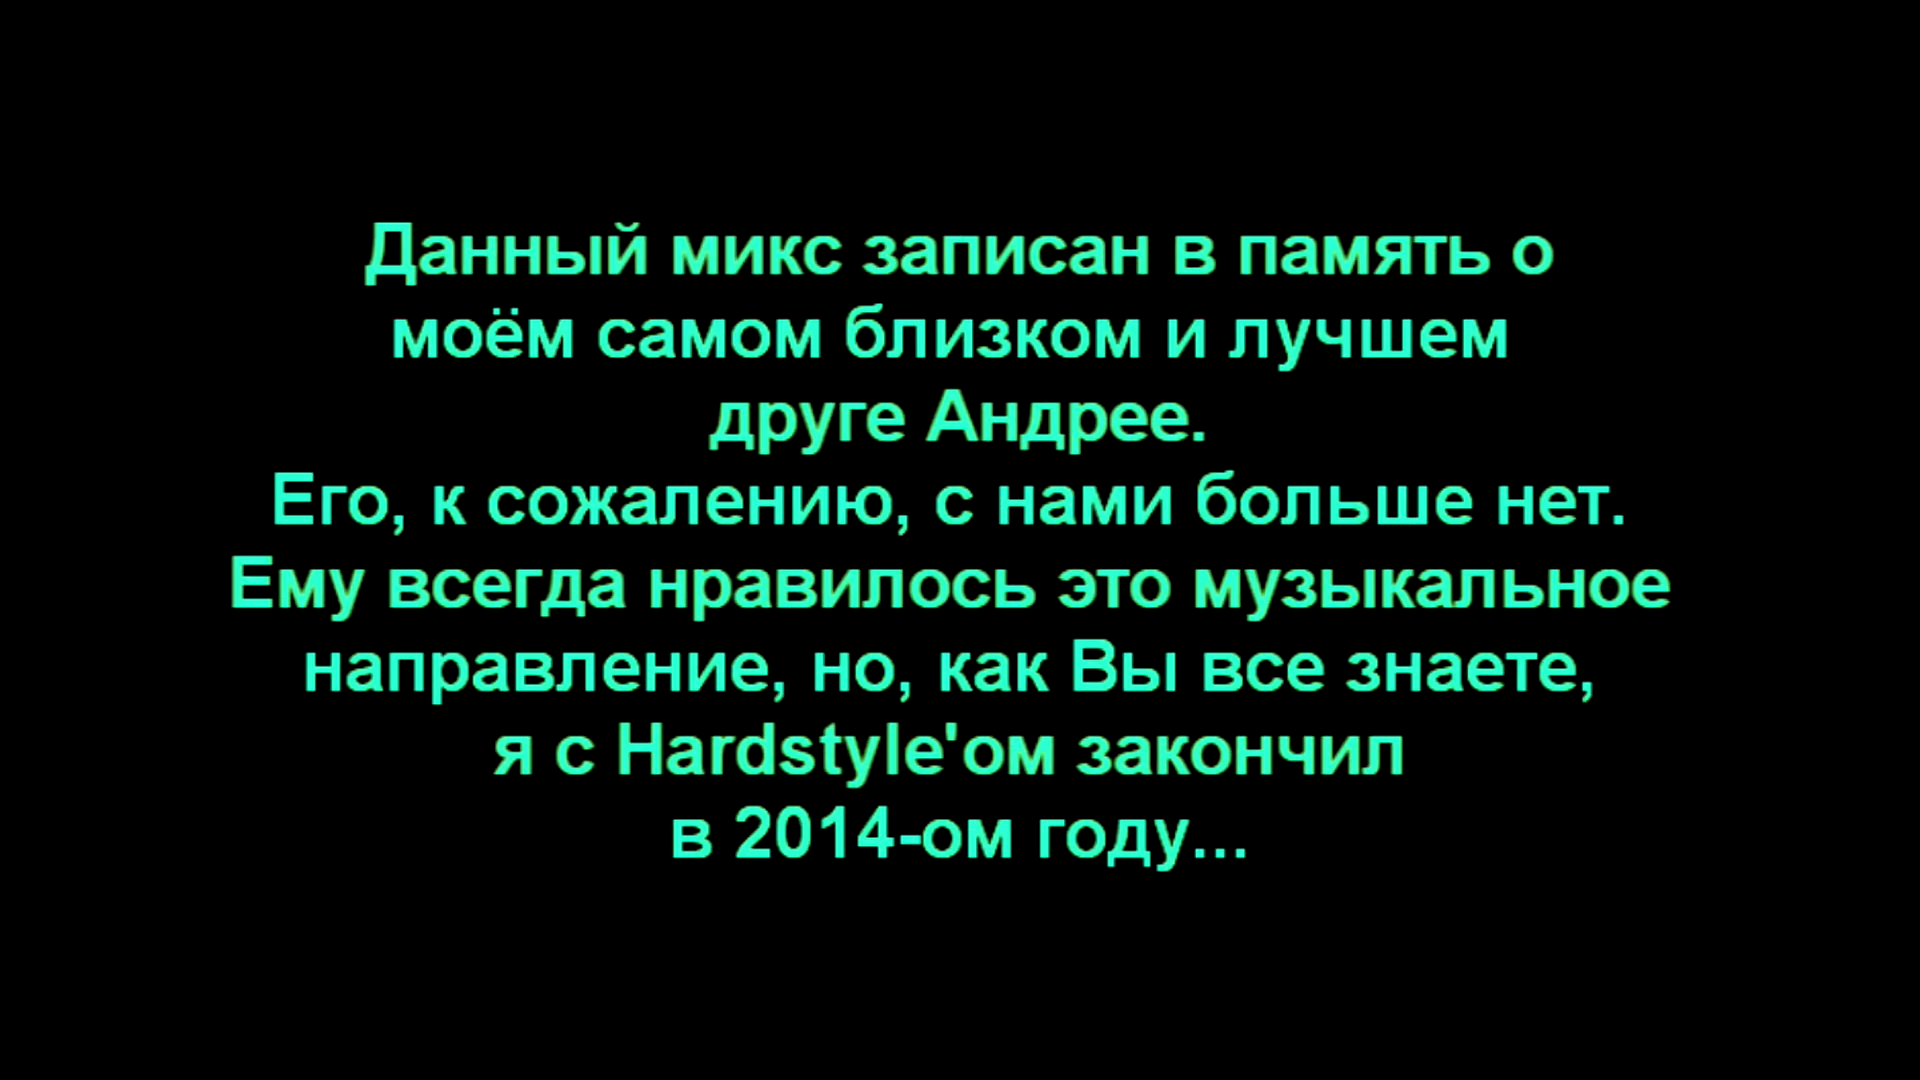 Данный микс записан в память о
моём самом близком и лучшем
друге Андрее.
Его, к сожалению, с нами больше нет.
Ему всегда нравилось это музыкальное
направление, но, как Вы все знаете,
я с Hardstyle'ом закончил
в 2014-ом году...